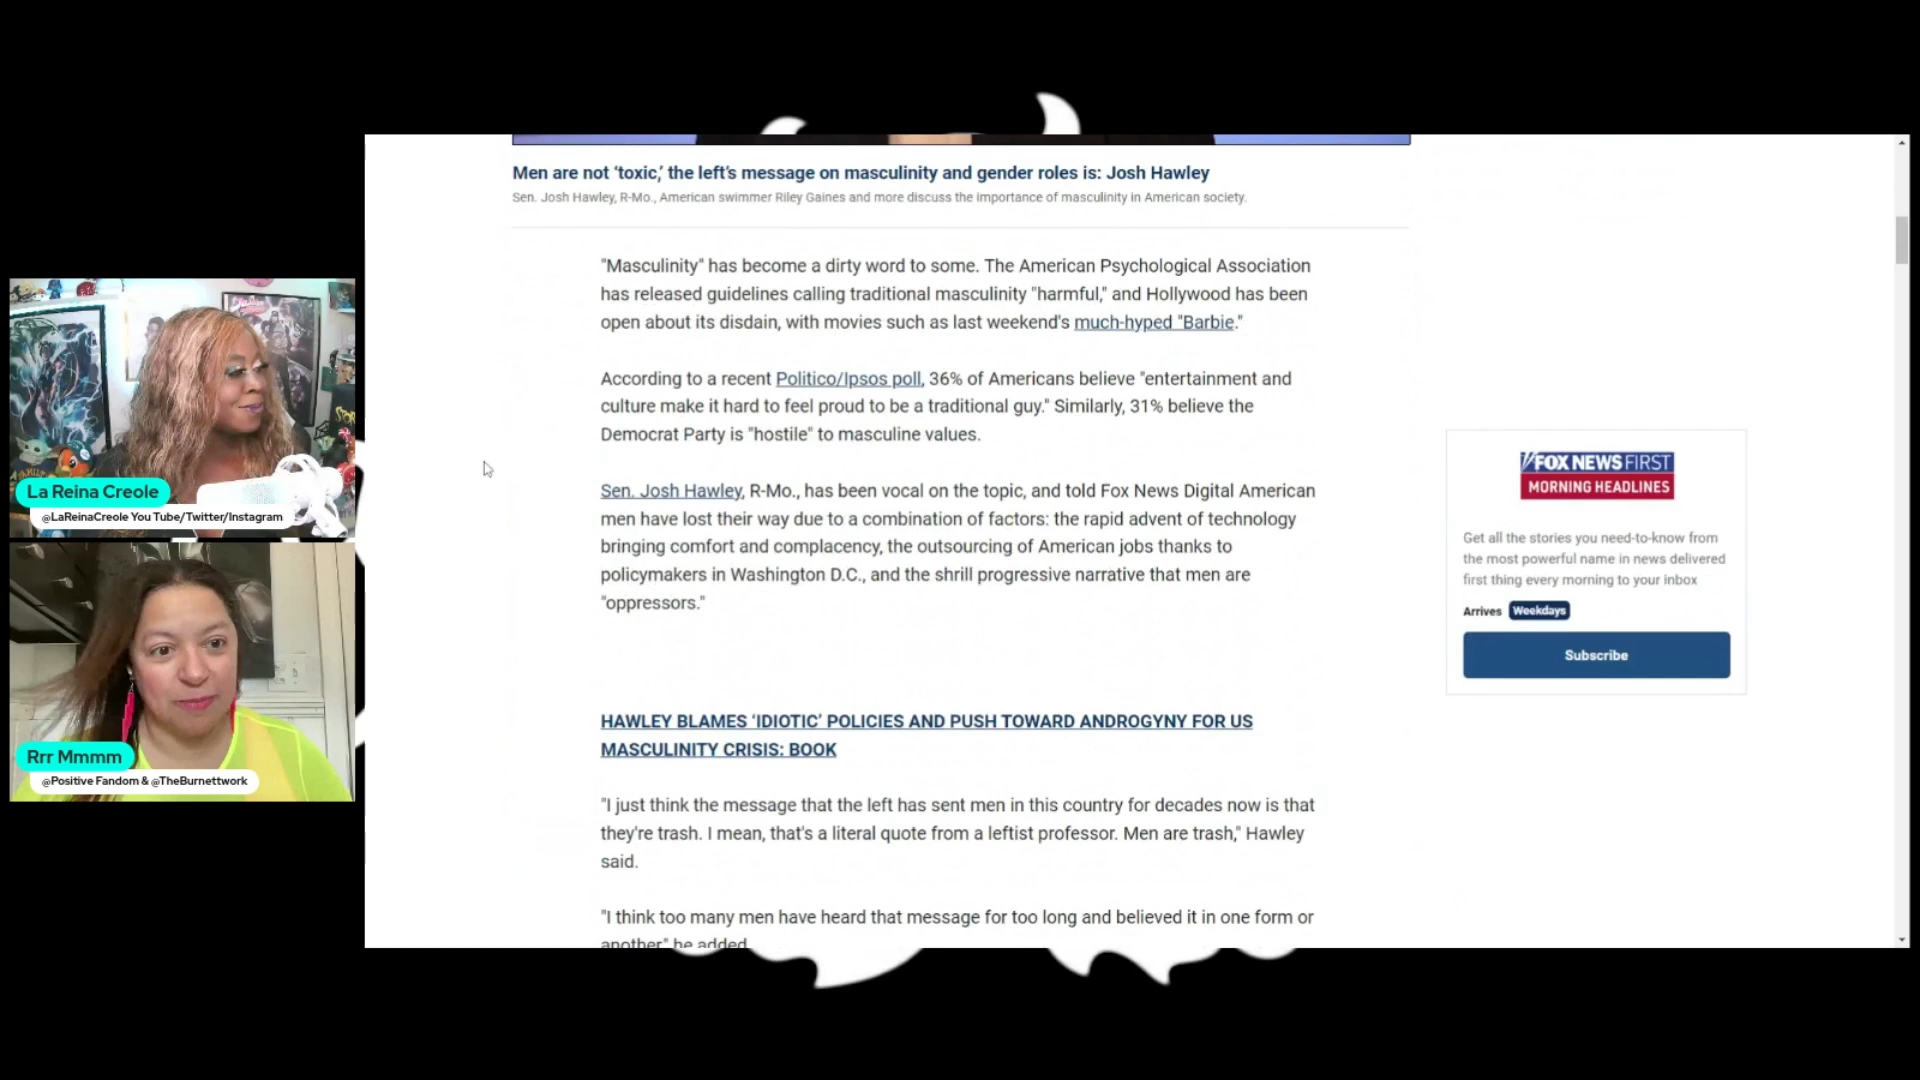 Men are not ‘toxic,’ the left’s message on masculinity and gender roles is: Josh Hawley
Sen. Josh Hawley, R-Mo., American swimmer Riley Gaines and more discuss the importance of masculinity in American society.
"Masculinity" has become a dirty word to some. The American Psychological Association
has released guidelines calling traditional masculinity "harmful," and Hollywood has been
open about its disdain, with movies such as last weekend's much-hyped "Barbie."
According to a recent Politico/Ipsos poll, 36% of Americans believe "entertainment and
culture make it hard to feel proud to be a traditional guy." Similarly, 31% believe the
Democrat Party is "hostile" to masculine values.
Sen. Josh Hawley, R-Mo., has been vocal on the topic, and told Fox News Digital American
men have lost their way due to a combination of factors: the rapid advent of technology
bringing comfort and complacency, the outsourcing of American jobs thanks to
policymakers in Washington D.C., and the shrill progressive narrative that men are
"oppressors."
HAWLEY BLAMES ‘IDIOTIC’ POLICIES AND PUSH TOWARD ANDROGYNY FOR US
MASCULINITY CRISIS: BOOK
"I just think the message that the left has sent men in this country for decades now is that
they're trash. I mean, that's a literal quote from a leftist professor. Men are trash," Hawley
said.
"I think too many men have heard that message for too long and believed it in one form or
another," he added.
FOX NEWS FIRST
MORNING HEADLINES
Get all the stories you need-to-know from
the most powerful name in news delivered
first thing every morning to your inbox
Arrives Weekdays
Subscribe
La Reina Creole
@LaReinaCreole You Tube/Twitter/Instagram
Rrr Mmmm
@Positive Fandom & @TheBurnettwork